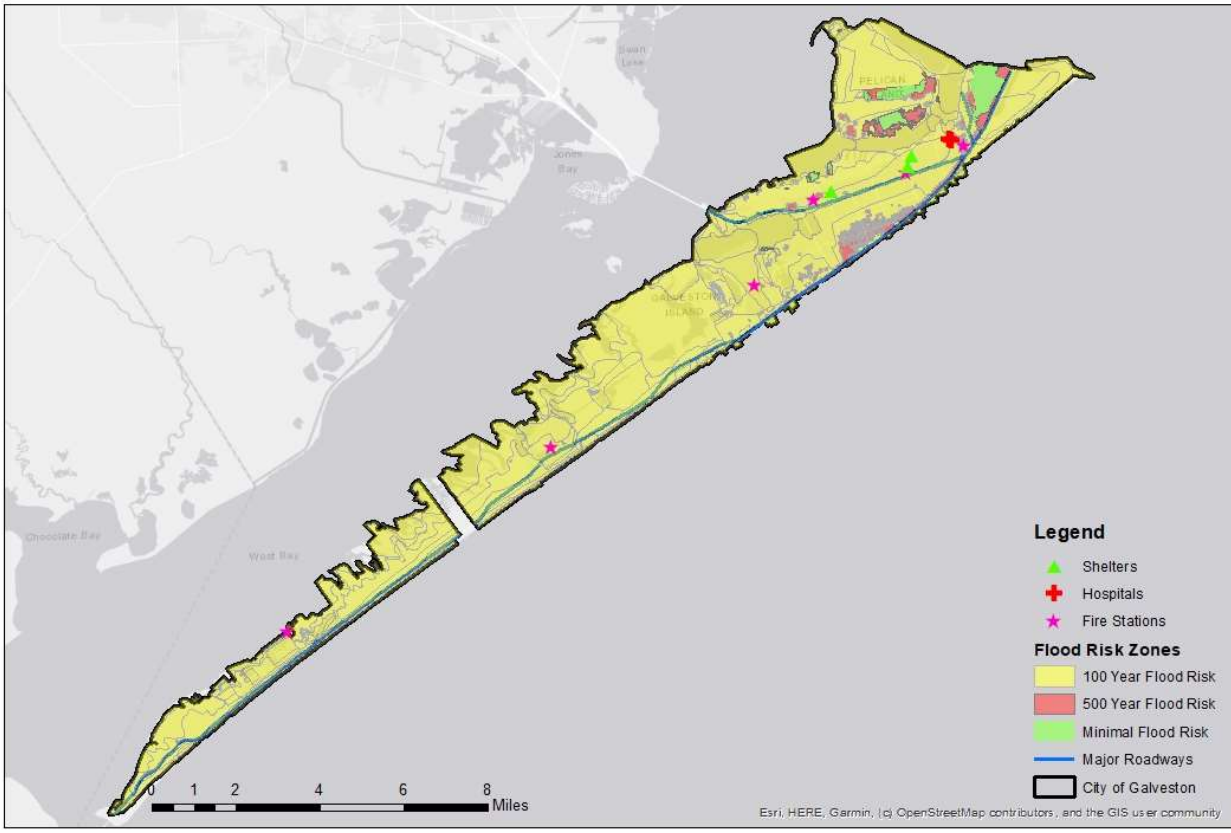 SWAN
LAKE
PELICAN
JONES
BAY
GALVESTON
ISLAND
Chocolate Bay
West Bay
Legend
Shelters
Hospitals
Fire Stations
Flood Risk Zones
100 Year Flood Risk
500 Year Flood Risk
Minimal Flood Risk
Major Roadways
City of Galveston
0 1 2 4 6 8
Miles
Esri, HERE, Garmin, (c) OpenStreetMap contributors, and the GIS user community